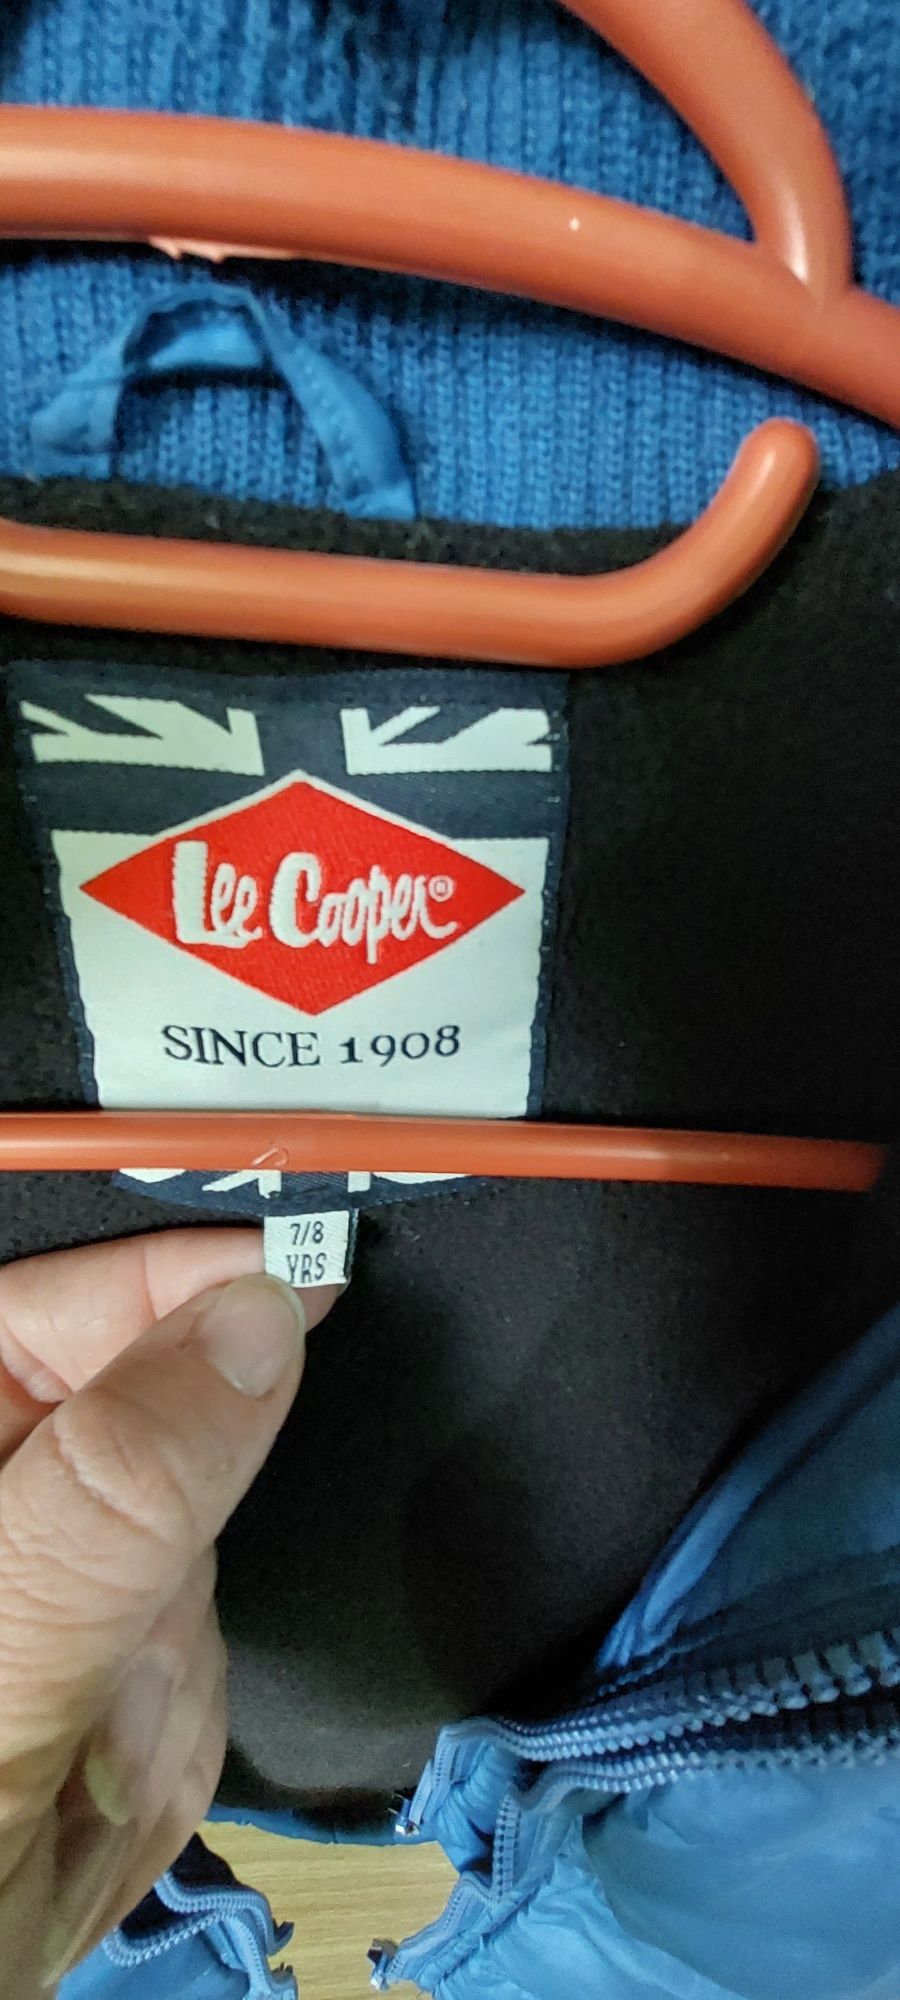 Lee Cooper®
SINCE 1908
7/8
YRS